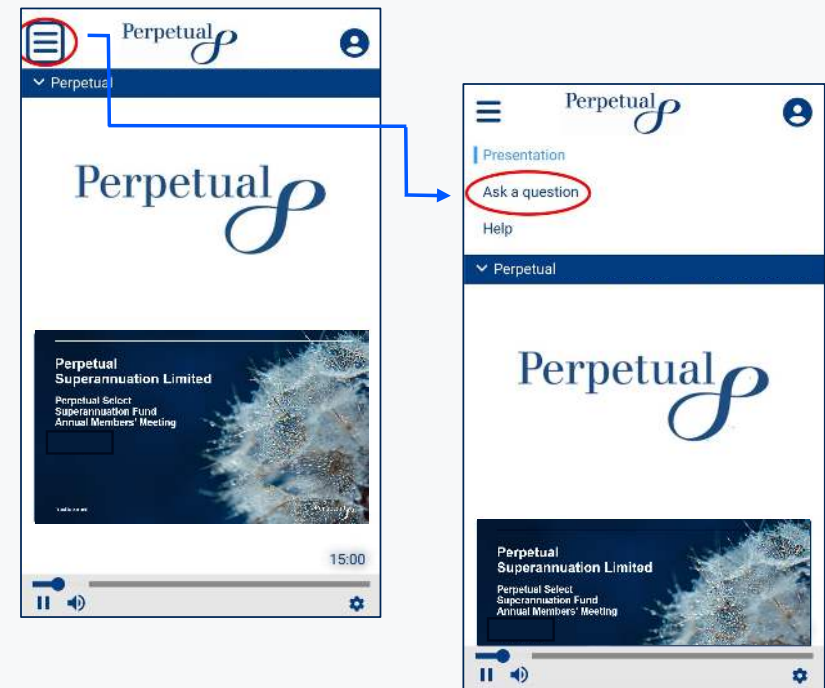 Perpetual
Perpetual
Perpetual
Perpetual
Superannuation Limited
Perpetual Select
Superannuation Fund
Annual Members' Meeting
15:00
Perpetual
Presentation
Ask a question
Help
Perpetual
Perpetual
Perpetual
Superannuation Limited
Perpetual Select
Superannuation Fund
Annual Members' Meeting